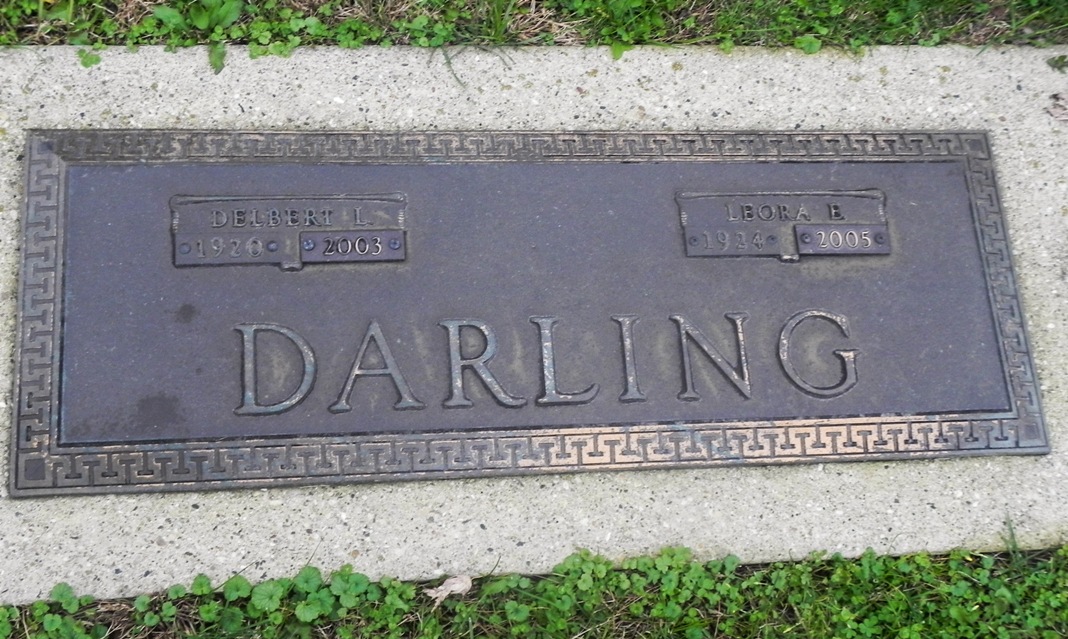 DELBERT L.
1920 2003
LEORA E.
1924 2005
DARLING